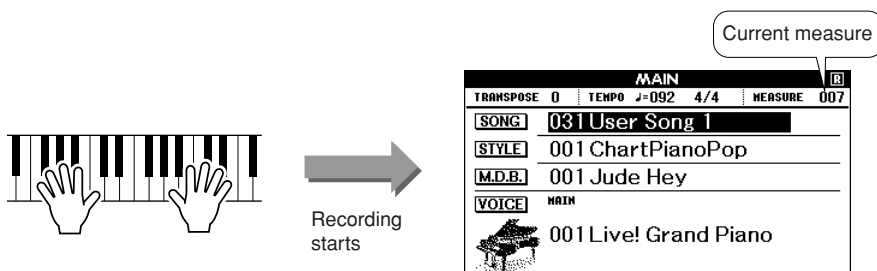 Current measure
MAIN R
TRANSPOSE 0 TEMPO ♩=092 4/4 MEASURE 007
SONG 031 User Song 1
STYLE 001 ChartPianoPop
M.D.B. 001 Jude Hey
VOICE MAIN
001 Live! Grand Piano
Recording
starts